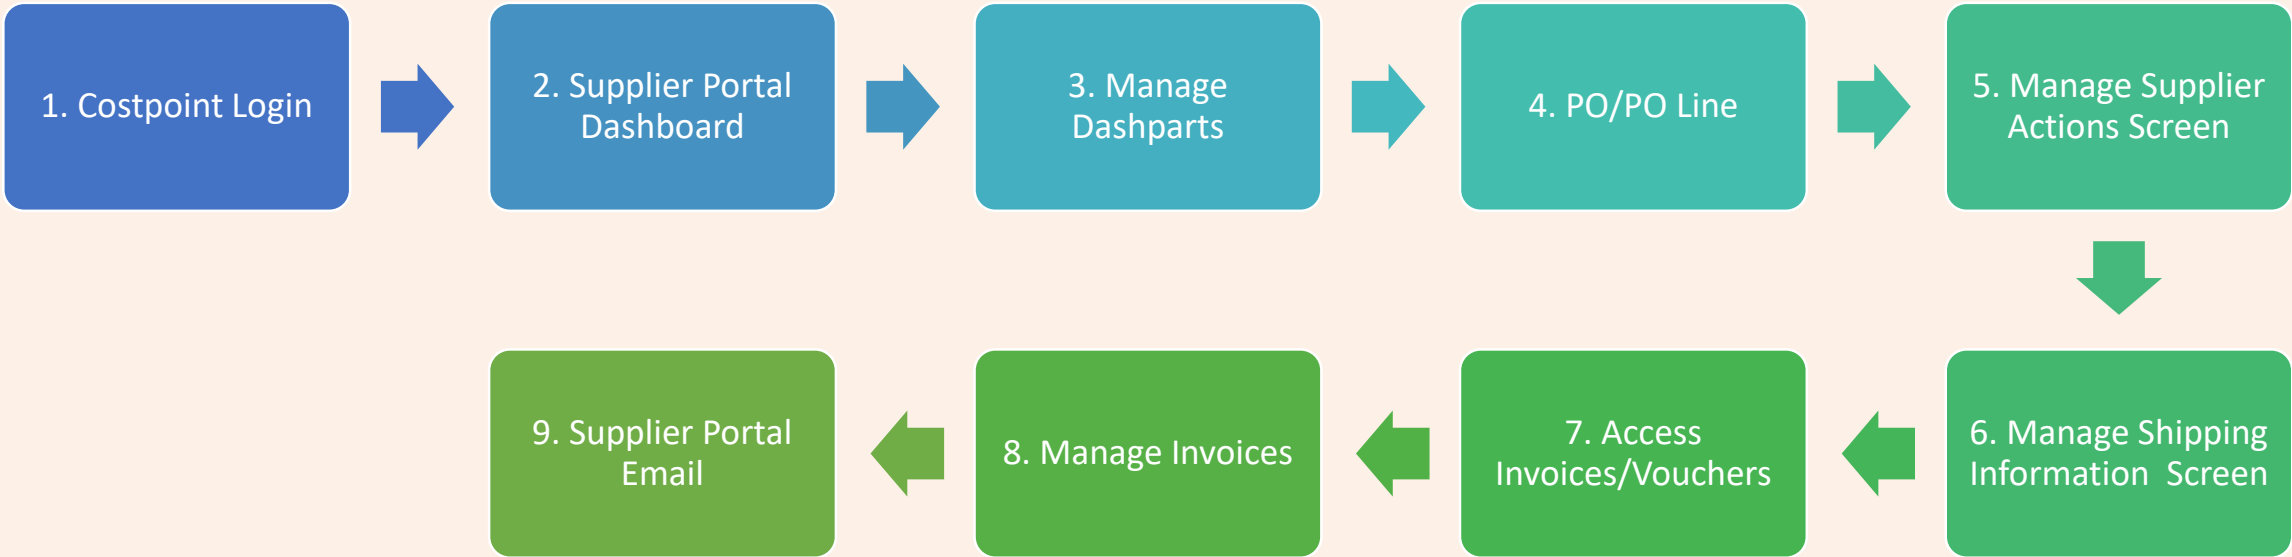 1. Costpoint Login
2. Supplier Portal
Dashboard
3. Manage
Dashparts
4. PO/PO Line
5. Manage Supplier
Actions Screen
6. Manage Shipping
Information  Screen
7. Access
Invoices/Vouchers
8. Manage Invoices
9. Supplier Portal
Email